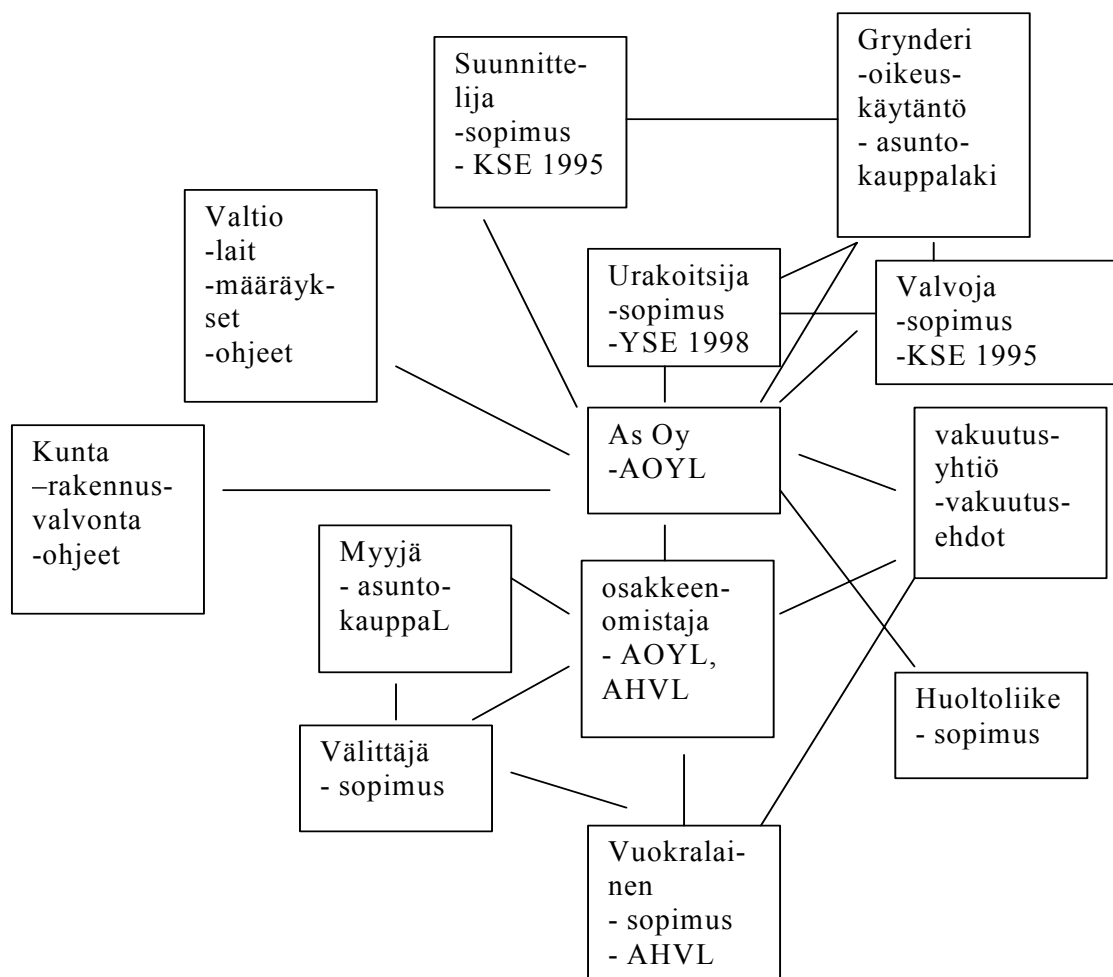 Suunnitte-
lija
-sopimus
- KSE 1995
Grynderi
-oikeus-
käytäntö
- asunto-
kauppalaki
Valtio
-lait
-määräyk-
set
-ohjeet
Urakoitsija
-sopimus
-YSE 1998
Valvoja
-sopimus
-KSE 1995
Kunta
–rakennus-
valvonta
-ohjeet
As Oy
-AOYL
vakuutus-
yhtiö
-vakuutus-
ehdot
Myyjä
- asunto-
kauppaL
osakkeen-
omistaja
- AOYL,
AHVL
Huoltoliike
- sopimus
Välittäjä
- sopimus
Vuokralai-
nen
- sopimus
- AHVL